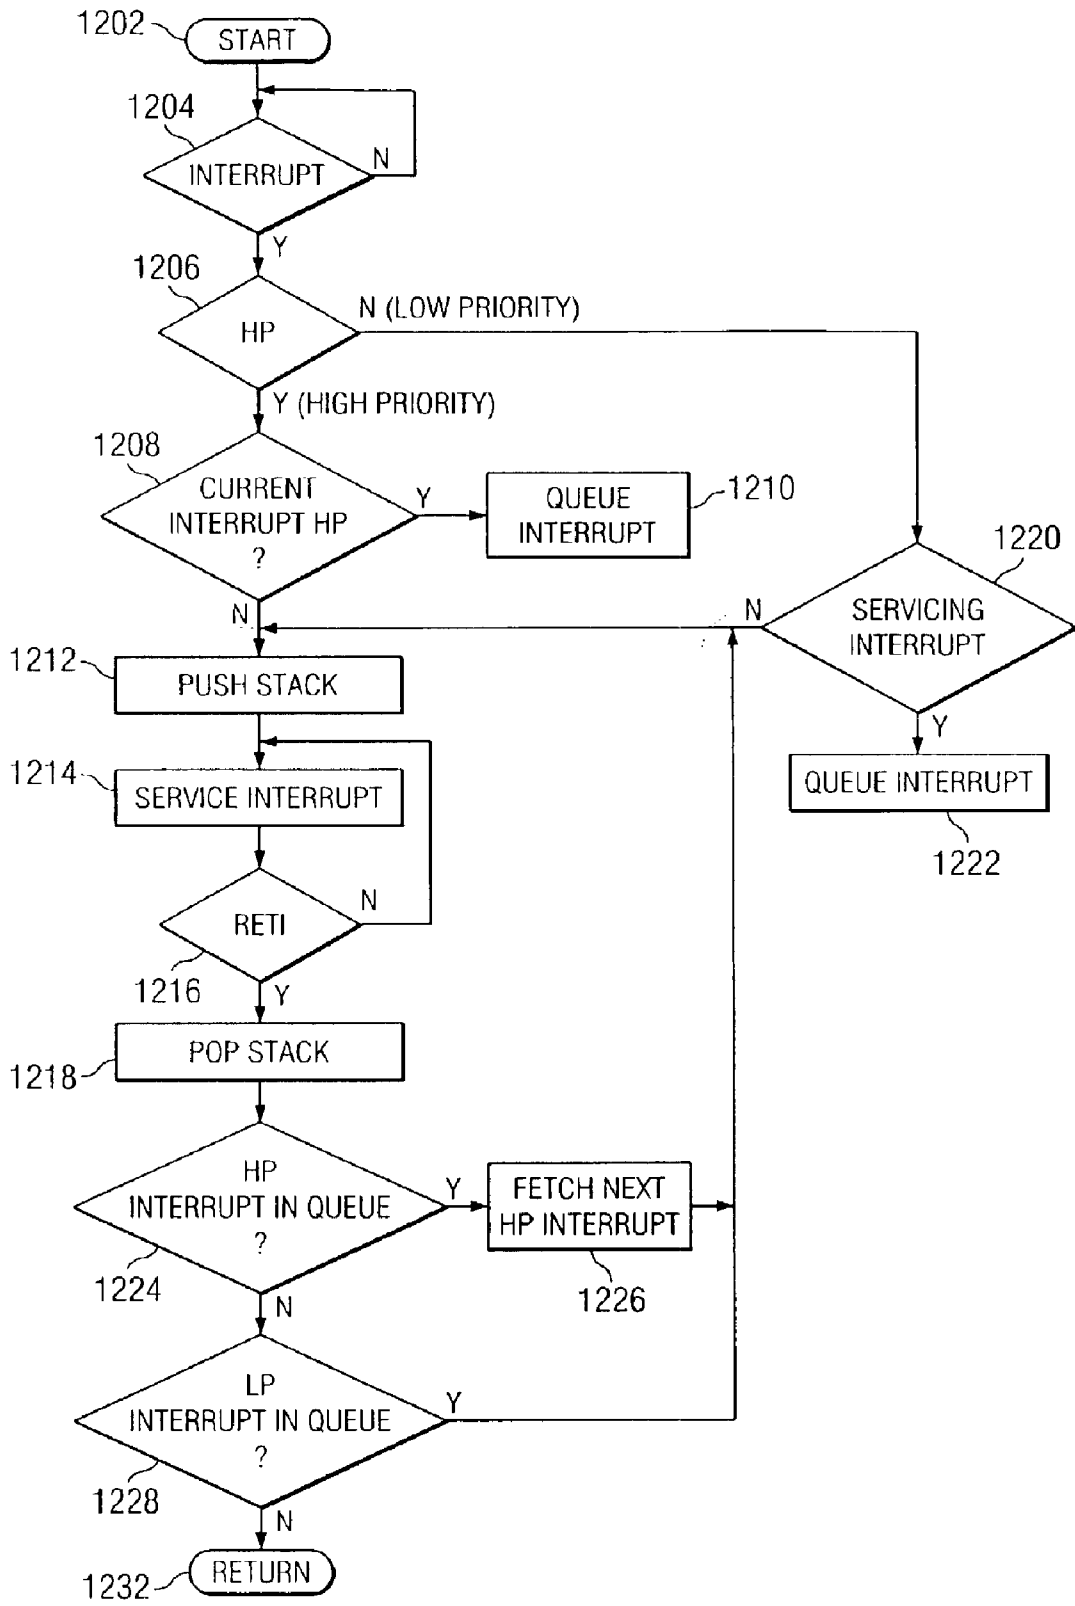 1202
START
1204
INTERRUPT
N
Y
1206
HP
N (LOW PRIORITY)
Y (HIGH PRIORITY)
1208
CURRENT
INTERRUPT HP
?
Y
QUEUE
INTERRUPT
1210
N
1220
SERVICING
INTERRUPT
N
Y
QUEUE INTERRUPT
1222
1212
PUSH STACK
1214
SERVICE INTERRUPT
RETI
N
1216
Y
POP STACK
1218
HP
INTERRUPT IN QUEUE
?
Y
1224
FETCH NEXT
HP INTERRUPT
1226
N
LP
INTERRUPT IN QUEUE
?
Y
1228
N
RETURN
1232